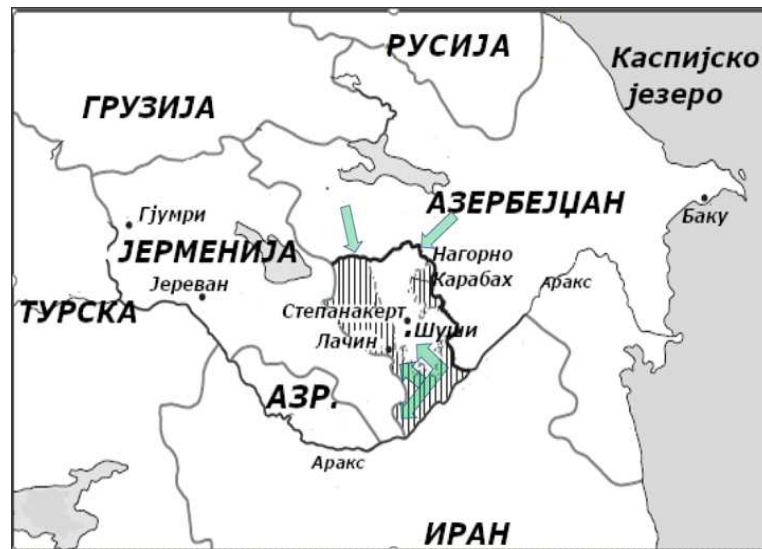 РУСИЈА
Каспијско
језеро
ГРУЗИЈА
АЗЕРБЕЈЏАН
Баку
Гјумри
ЈЕРМЕНИЈА
Јереван
Нагорно
Карабах
Аракс
ТУРСКА
Степанакерт
Шуши
Лачин
АЗР.
Аракс
ИРАН